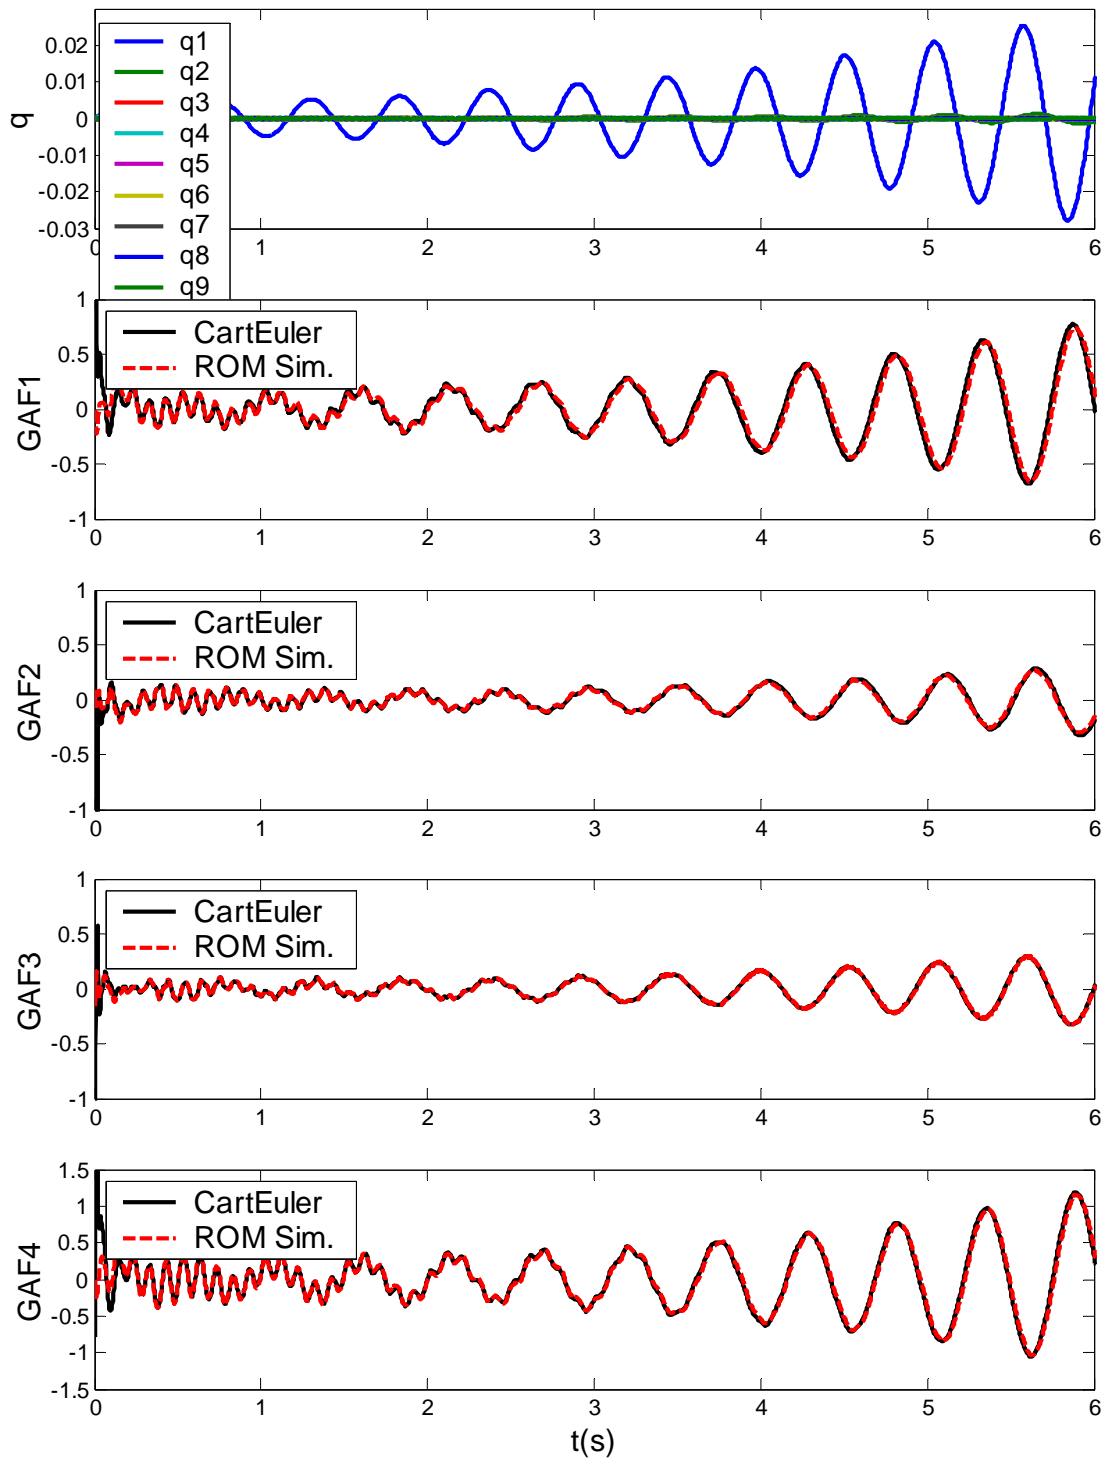 0.02
0.01
0
-0.01
-0.02
-0.03
q
q1
q2
q3
q4
q5
q6
q7
q8
q9
0 1 2 3 4 5 6
1
0.5
0
-0.5
-1
GAF1
CartEuler
ROM Sim.
0 1 2 3 4 5 6
1
0.5
0
-0.5
-1
GAF2
CartEuler
ROM Sim.
0 1 2 3 4 5 6
1
0.5
0
-0.5
-1
GAF3
CartEuler
ROM Sim.
0 1 2 3 4 5 6
1.5
1
0.5
0
-0.5
-1
-1.5
GAF4
CartEuler
ROM Sim.
0 1 2 3 4 5 6
t(s)